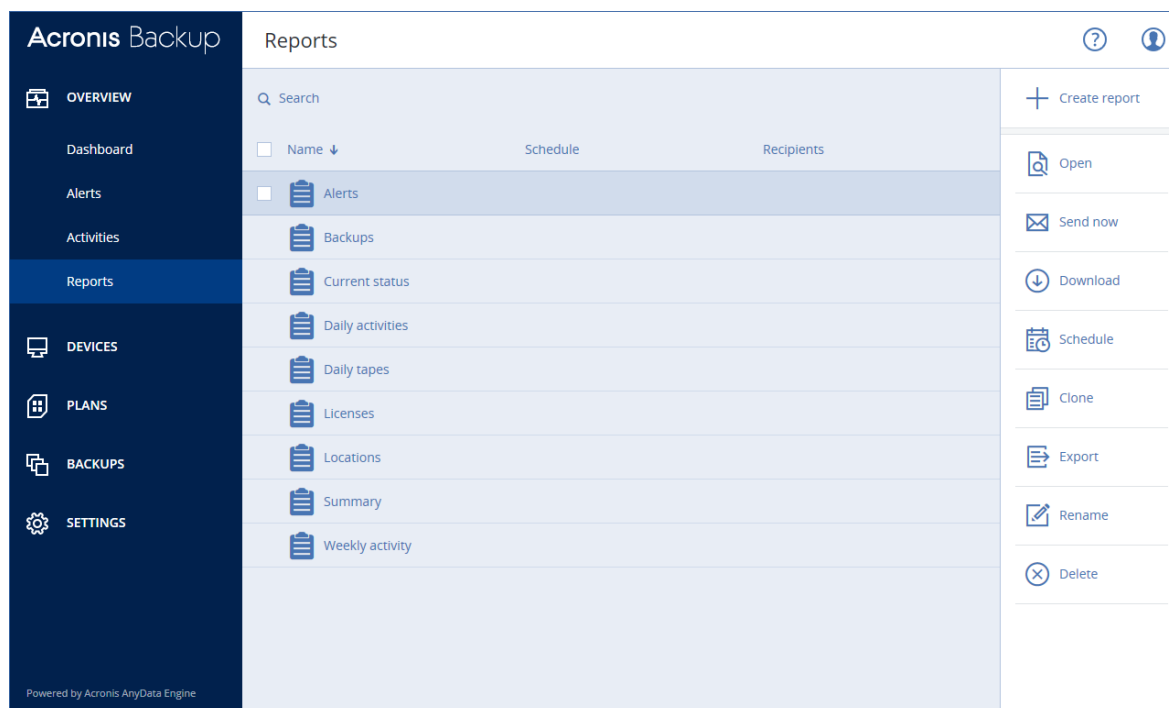 Acronis Backup
OVERVIEW
Dashboard
Alerts
Activities
Reports
DEVICES
PLANS
BACKUPS
SETTINGS
Powered by Acronis AnyData Engine
Reports
?
Search
Name Schedule Recipients
Alerts
Backups
Current status
Daily activities
Daily tapes
Licenses
Locations
Summary
Weekly activity
Create report
Open
Send now
Download
Schedule
Clone
Export
Rename
Delete